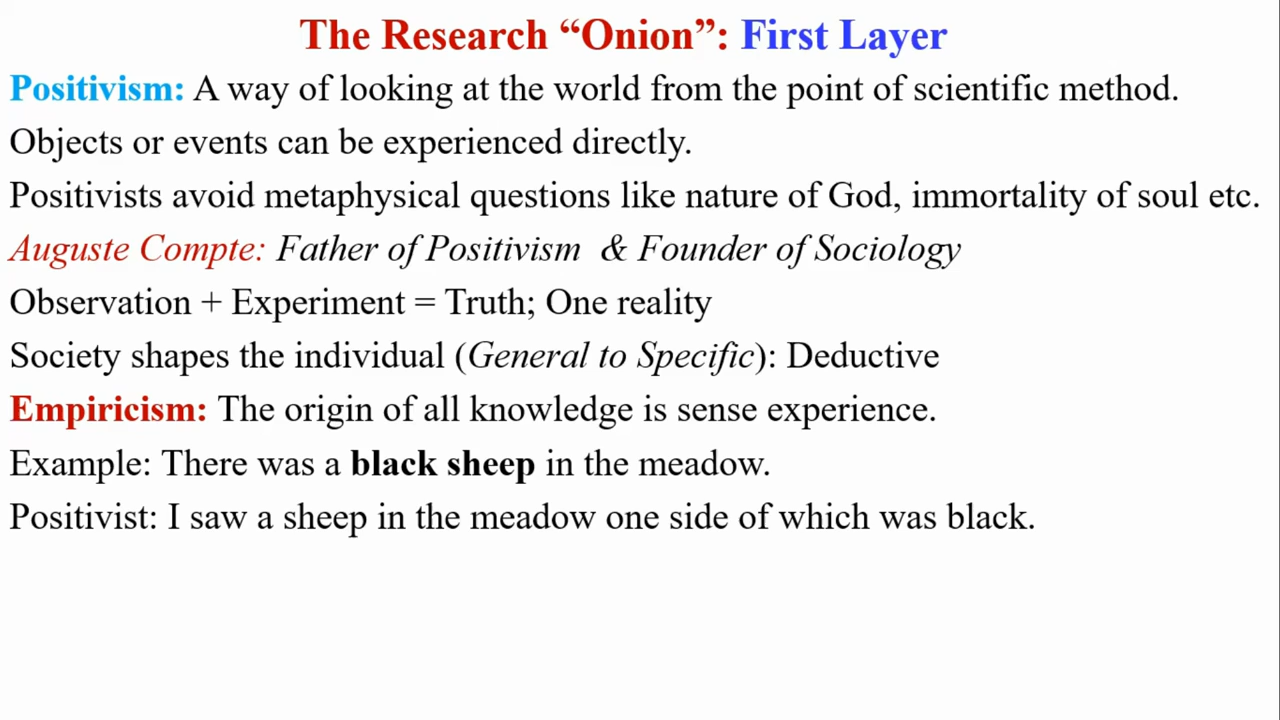 The Research “Onion”: First Layer
Positivism: A way of looking at the world from the point of scientific method.
Objects or events can be experienced directly.
Positivists avoid metaphysical questions like nature of God, immortality of soul etc.
Auguste Compte: Father of Positivism & Founder of Sociology
Observation + Experiment = Truth; One reality
Society shapes the individual (General to Specific): Deductive
Empiricism: The origin of all knowledge is sense experience.
Example: There was a black sheep in the meadow.
Positivist: I saw a sheep in the meadow one side of which was black.